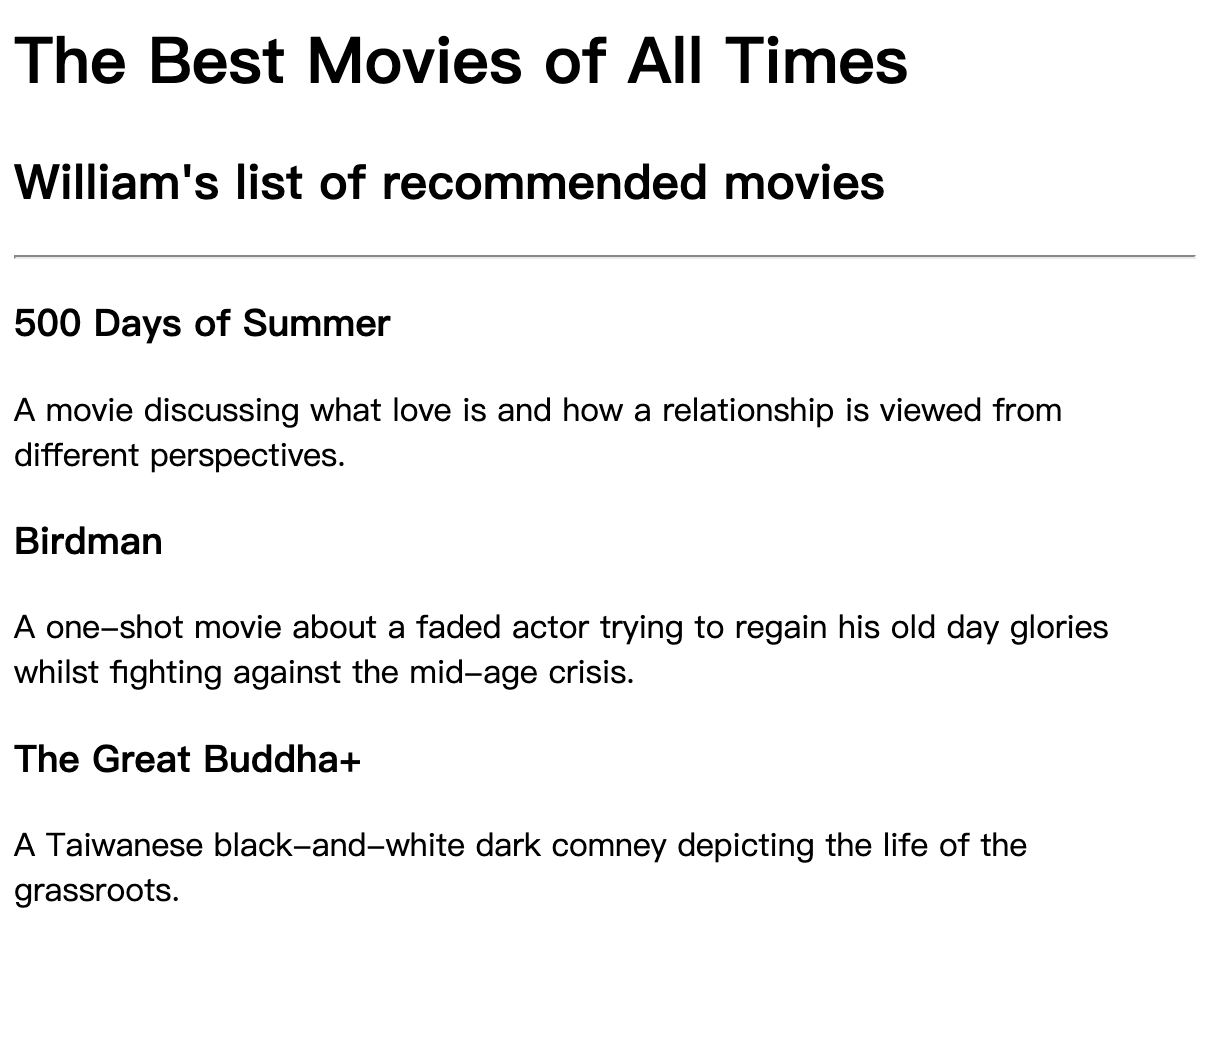 The Best Movies of All Times
William's list of recommended movies
500 Days of Summer
A movie discussing what love is and how a relationship is viewed from
different perspectives.
Birdman
A one-shot movie about a faded actor trying to regain his old day glories
whilst fighting against the mid-age crisis.
The Great Buddha+
A Taiwanese black-and-white dark comney depicting the life of the
grassroots.